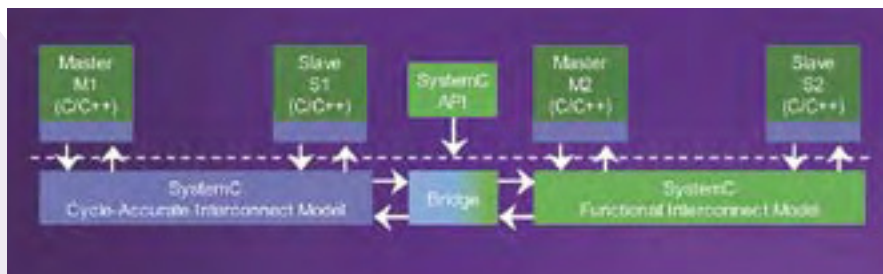 Master
M1
(C/C++)
Slave
S1
(C/C++)
SystemC
API
Master
M2
(C/C++)
Slave
S2
(C/C++)
SystemC
Cycle-Accurate Interconnect Model
Bridge
SystemC
Functional Interconnect Model